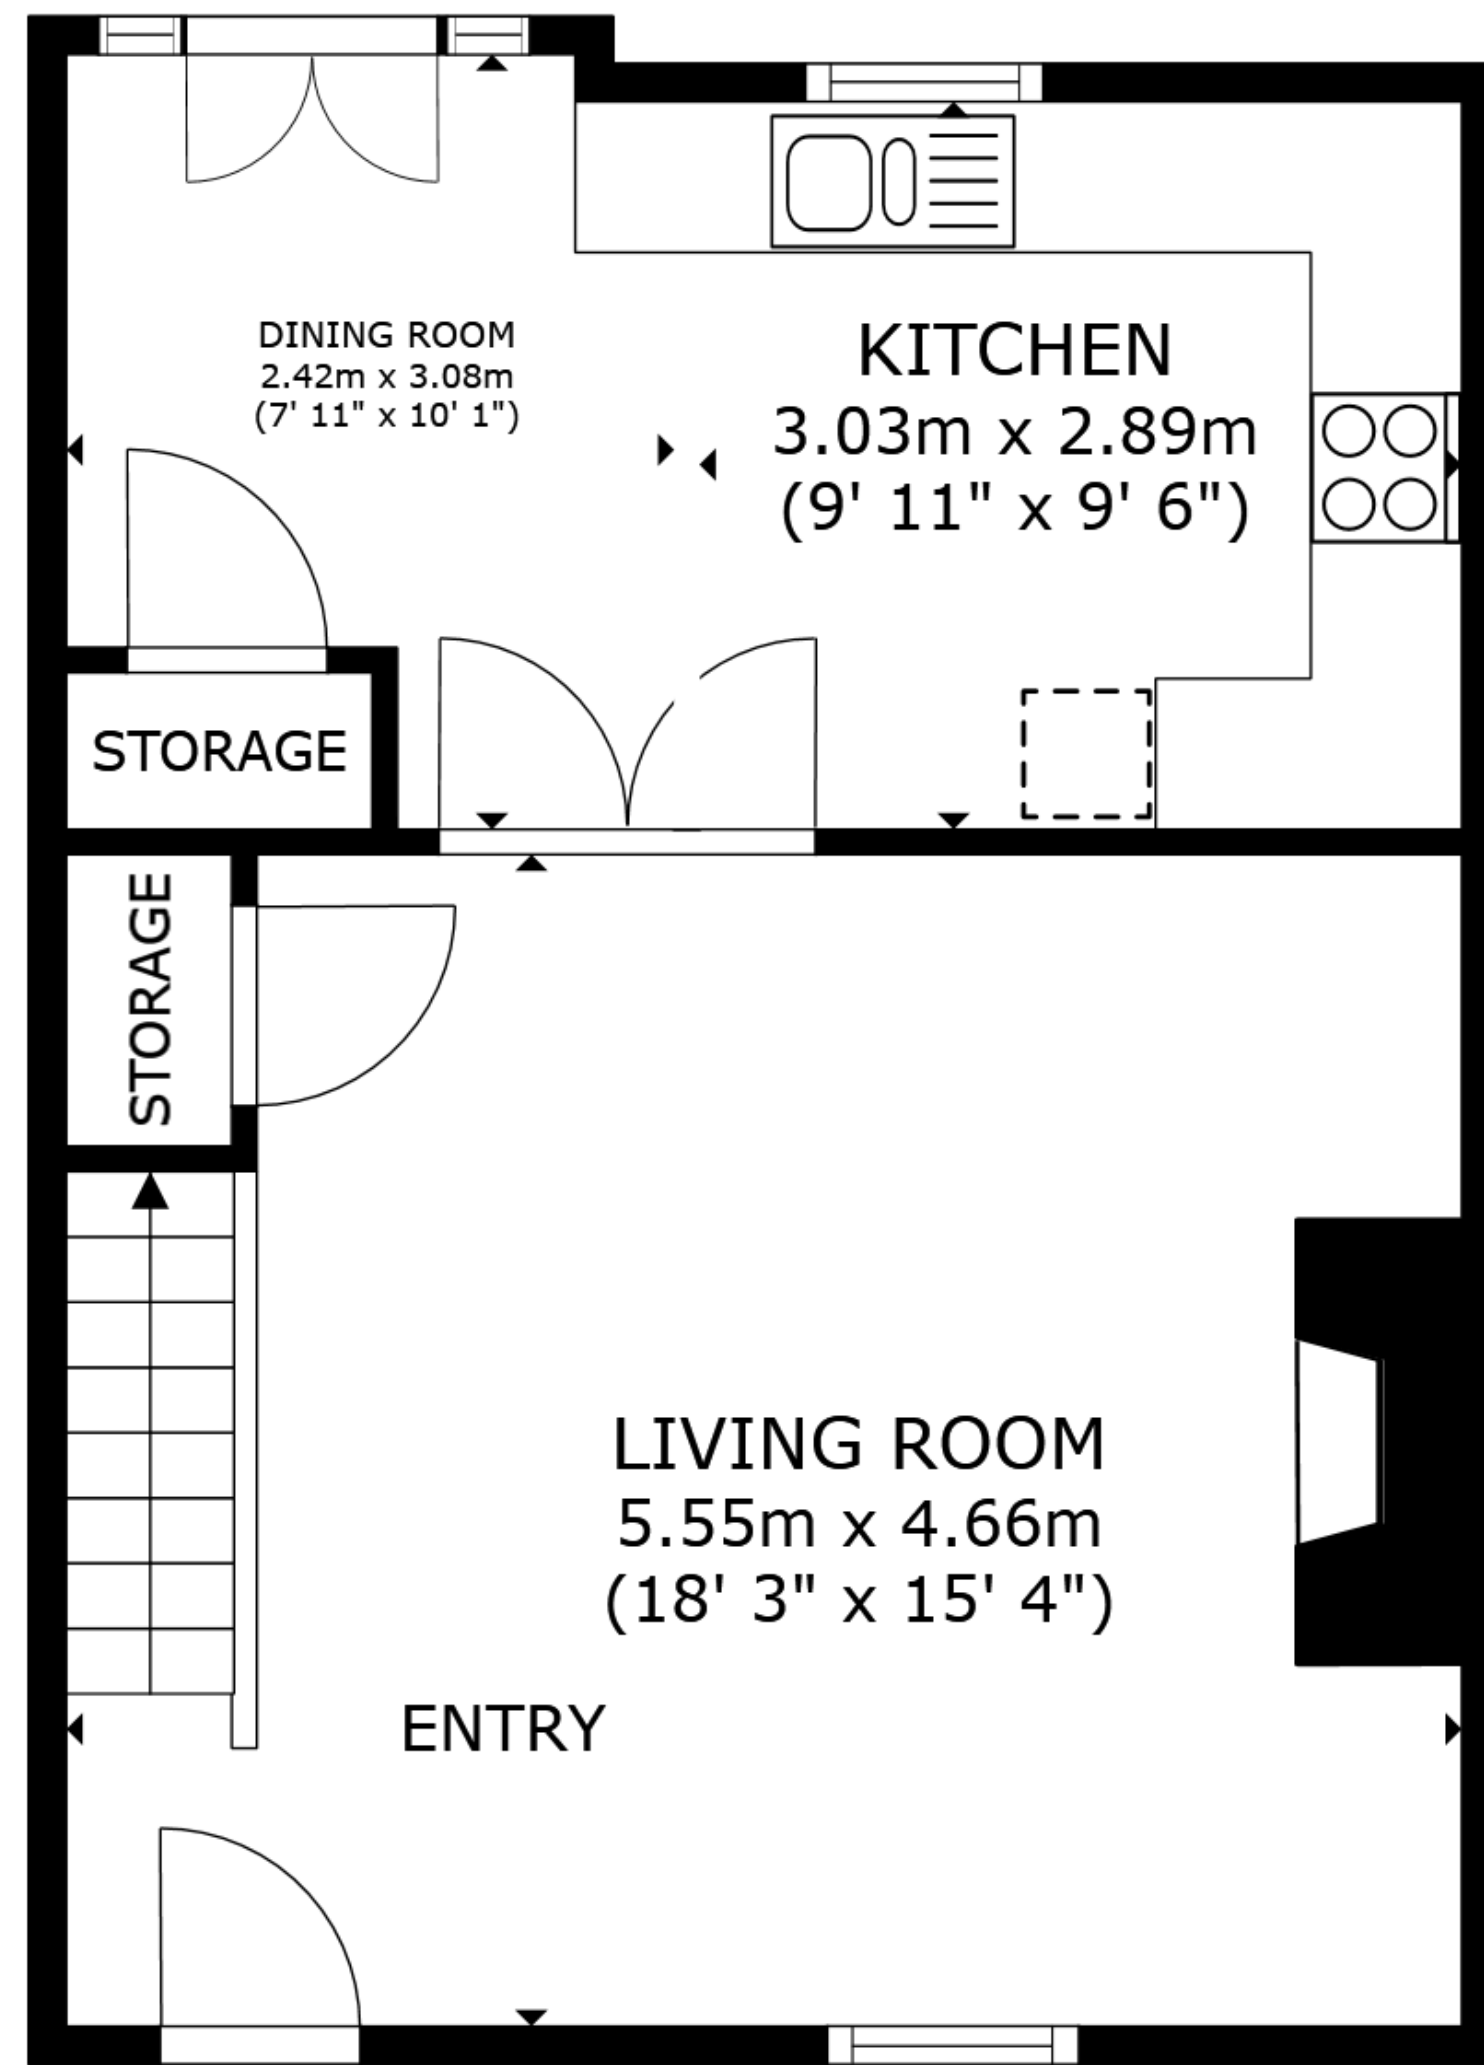 DINING ROOM
2.42m x 3.08m
(7' 11" x 10' 1")
KITCHEN
3.03m x 2.89m
(9' 11" x 9' 6")
STORAGE
STORAGE
LIVING ROOM
5.55m x 4.66m
(18' 3" x 15' 4")
ENTRY